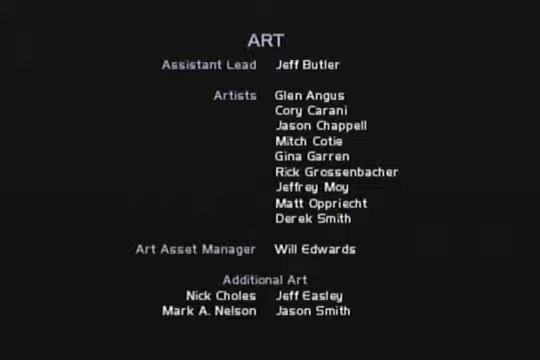 ART
Assistant Lead Jeff Butler
Artists Glen Angus
Cory Carani
Jason Chappell
Mitch Cotie
Gina Garren
Rick Grossenbacher
Jeffrey Moy
Matt Oppriecht
Derek Smith
Art Asset Manager Will Edwards
Additional Art
Nick Choles Jeff Easley
Mark A. Nelson Jason Smith